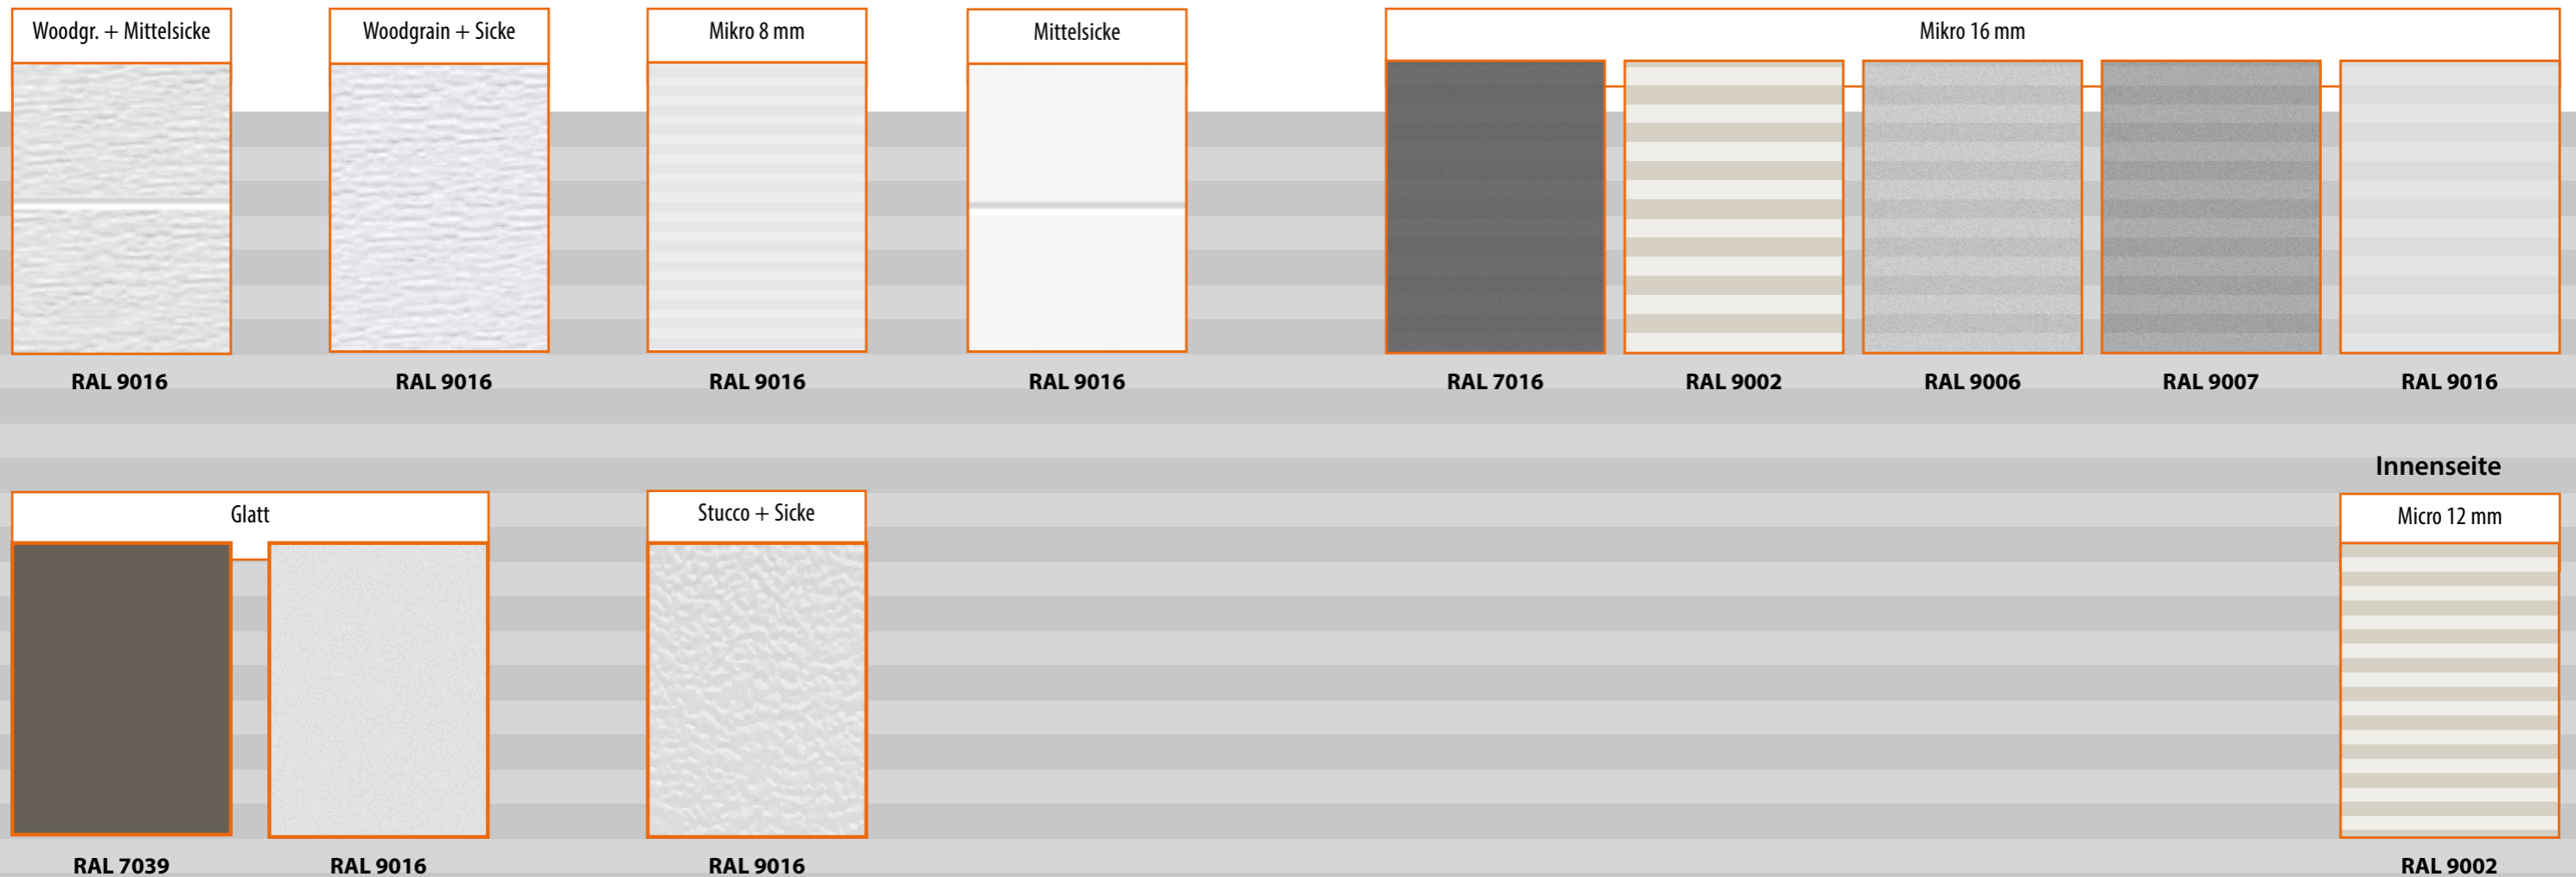 Woodgr. + Mittelsicke
Woodgrain + Sicke
Mikro 8 mm
Mittelsicke
Mikro 16 mm
RAL 9016
RAL 9016
RAL 9016
RAL 9016
RAL 7016
RAL 9002
RAL 9006
RAL 9007
RAL 9016
Innenseite
Glatt
Stucco + Sicke
Micro 12 mm
RAL 7039
RAL 9016
RAL 9016
RAL 9002